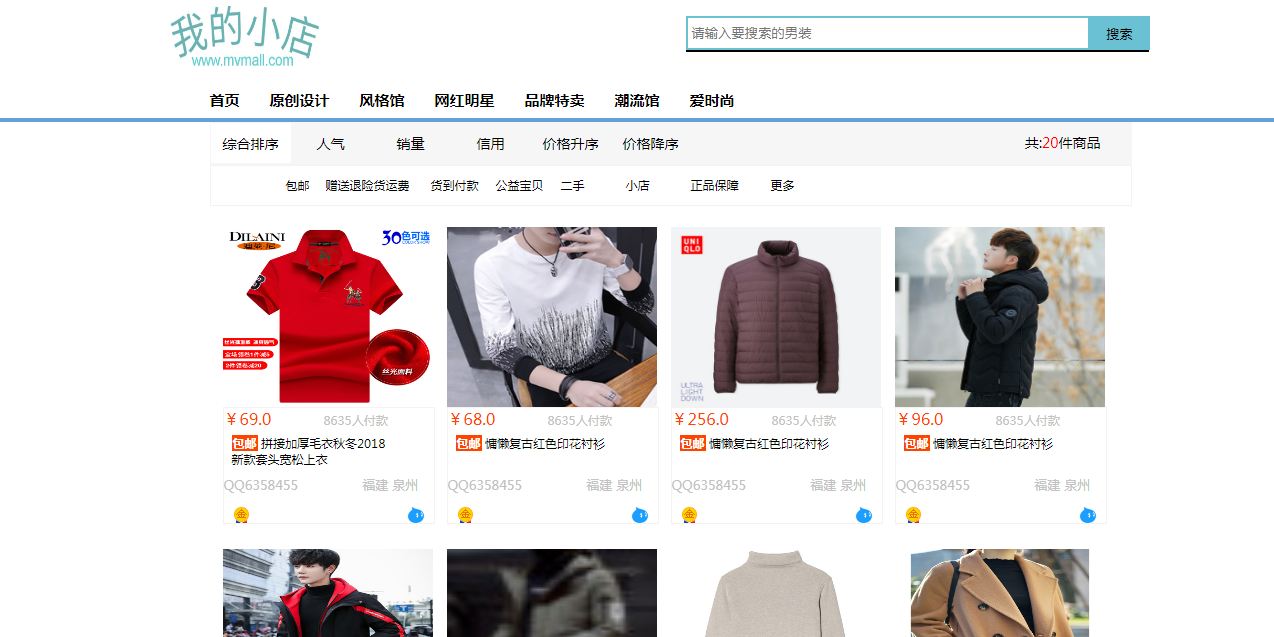 我的小店
www.mvmall.com
请输入要搜索的男装
搜索
首页 原创设计 风格馆 网红明星 品牌特卖 潮流馆 爱时尚
综合排序 人气 销量 信用 价格升序 价格降序 共:20件商品
包邮 赠送退险货运费 货到付款 公益宝贝 二手 小店 正品保障 更多
DILAINI
30色可选
丝光面料
UNI
QLO
ULTRA
LIGHT
DOWN
¥ 69.0 8635人付款
包邮 拼接加厚毛衣秋冬2018
新款套头宽松上衣
QQ6358455 福建 泉州
金
¥ 68.0 8635人付款
包邮 慵懒复古红色印花衬衫
QQ6358455 福建 泉州
金
¥ 256.0 8635人付款
包邮 慵懒复古红色印花衬衫
QQ6358455 福建 泉州
金
¥ 96.0 8635人付款
包邮 慵懒复古红色印花衬衫
QQ6358455 福建 泉州
金